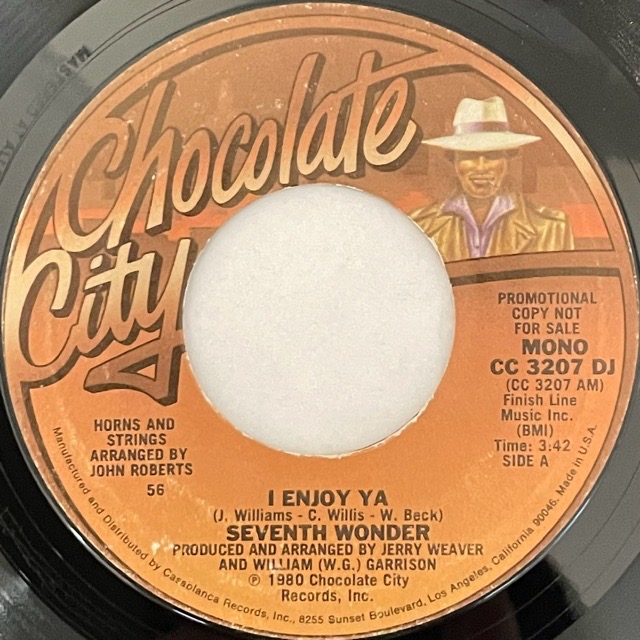 Chocolate
City
PROMOTIONAL
COPY NOT
FOR SALE
MONO
CC 3207 DJ
(CC 3207 AM)
Finish Line
Music Inc.
(BMI)
Time: 3:42
SIDE A
HORNS AND
STRINGS
ARRANGED BY
JOHN ROBERTS
56
I ENJOY YA
(J. Williams - C. Willis - W. Beck)
SEVENTH WONDER
PRODUCED AND ARRANGED BY JERRY WEAVER
AND WILLIAM (W.G.) GARRISON
℗ 1980 Chocolate City
Records, Inc.
Manufactured and Distributed by Casablanca Records, Inc., 8255 Sunset Boulevard, Los Angeles, California 90046. Made in U.S.A.